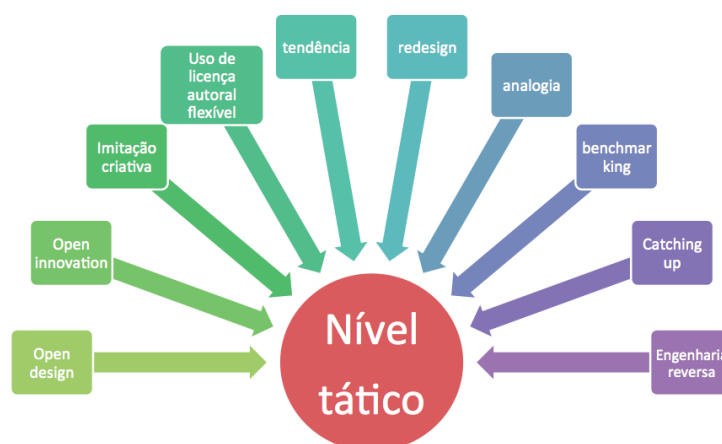 Open
design
Open
innovation
Imitação
criativa
Uso de
licença
autoral
flexível
tendência
redesign
analogia
benchmar
king
Catching
up
Engenharia
reversa
Nível
tático